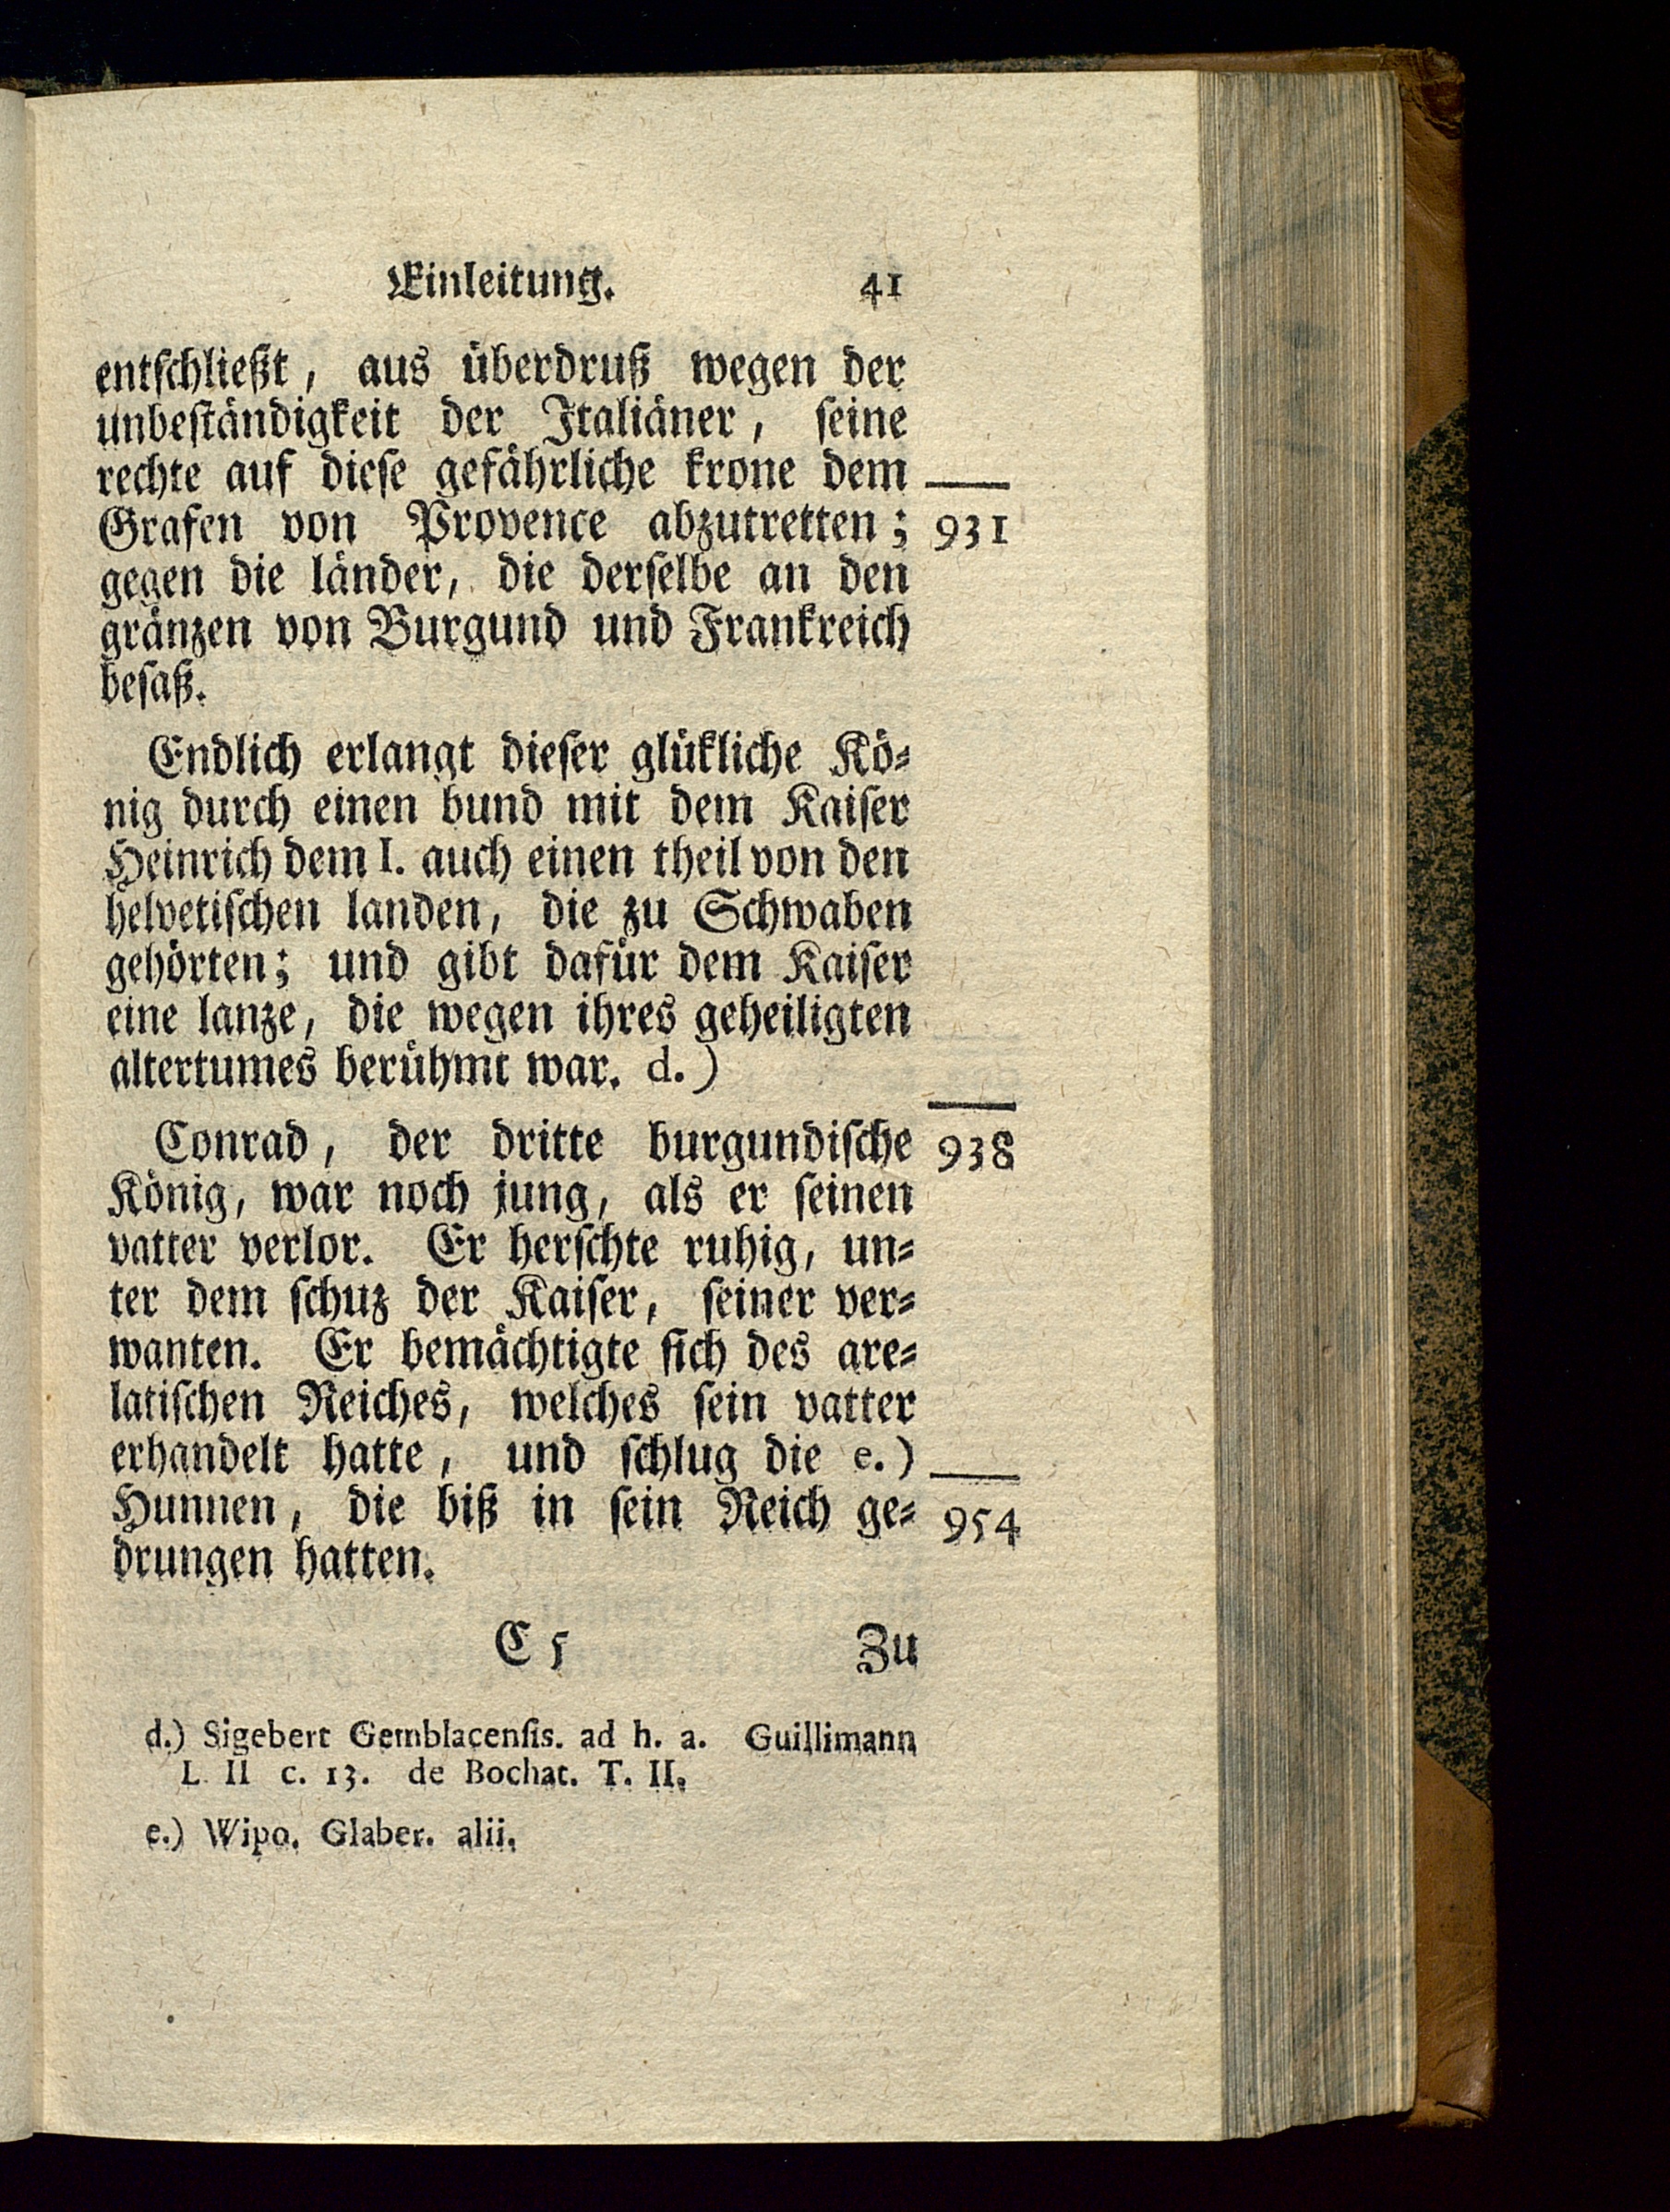 Einleitung. 41
entſchließt, aus überdruß wegen der
unbeſtändigkeit der Italiäner, ſeine
rechte auf dieſe gefährliche krone dem
Grafen von Provence abzutretten; 931
gegen die länder, die derſelbe an den
gränzen von Burgund und Frankreich
beſaß.
Endlich erlangt dieſer glükliche Kö⸗
nig durch einen bund mit dem Kaiſer
Heinrich dem I. auch einen theil von den
helvetiſchen landen, die zu Schwaben
gehörten; und gibt dafür dem Kaiſer
eine lanze, die wegen ihres geheiligten
altertumes berühmt war. d.)
Conrad, der dritte burgundiſche 938
König, war noch jung, als er ſeinen
vatter verlor. Er herſchte ruhig, un⸗
ter dem ſchuz der Kaiſer, ſeiner ver⸗
wanten. Er bemächtigte ſich des are⸗
latiſchen Reiches, welches ſein vatter
erhandelt hatte, und ſchlug die e.)
Hunnen, die biß in ſein Reich ge⸗ 954
drungen hatten.
C 5 Zu
d.) Sigebert Gemblacenſis. ad h. a. Guillimann
L. II c. 13. de Bochat. T. II.
e.) Wipo. Glaber. alii.